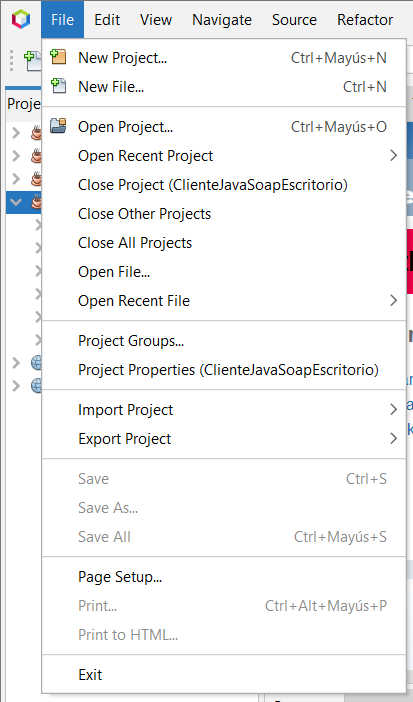 File Edit View Navigate Source Refactor
Proje
New Project... Ctrl+Mayús+N
New File... Ctrl+N
Open Project... Ctrl+Mayús+O
Open Recent Project
Close Project (ClienteJavaSoapEscritorio)
Close Other Projects
Close All Projects
Open File...
Open Recent File
Project Groups...
Project Properties (ClienteJavaSoapEscritorio)
Import Project
Export Project
Save Ctrl+S
Save As...
Save All Ctrl+Mayús+S
Page Setup...
Print... Ctrl+Alt+Mayús+P
Print to HTML...
Exit